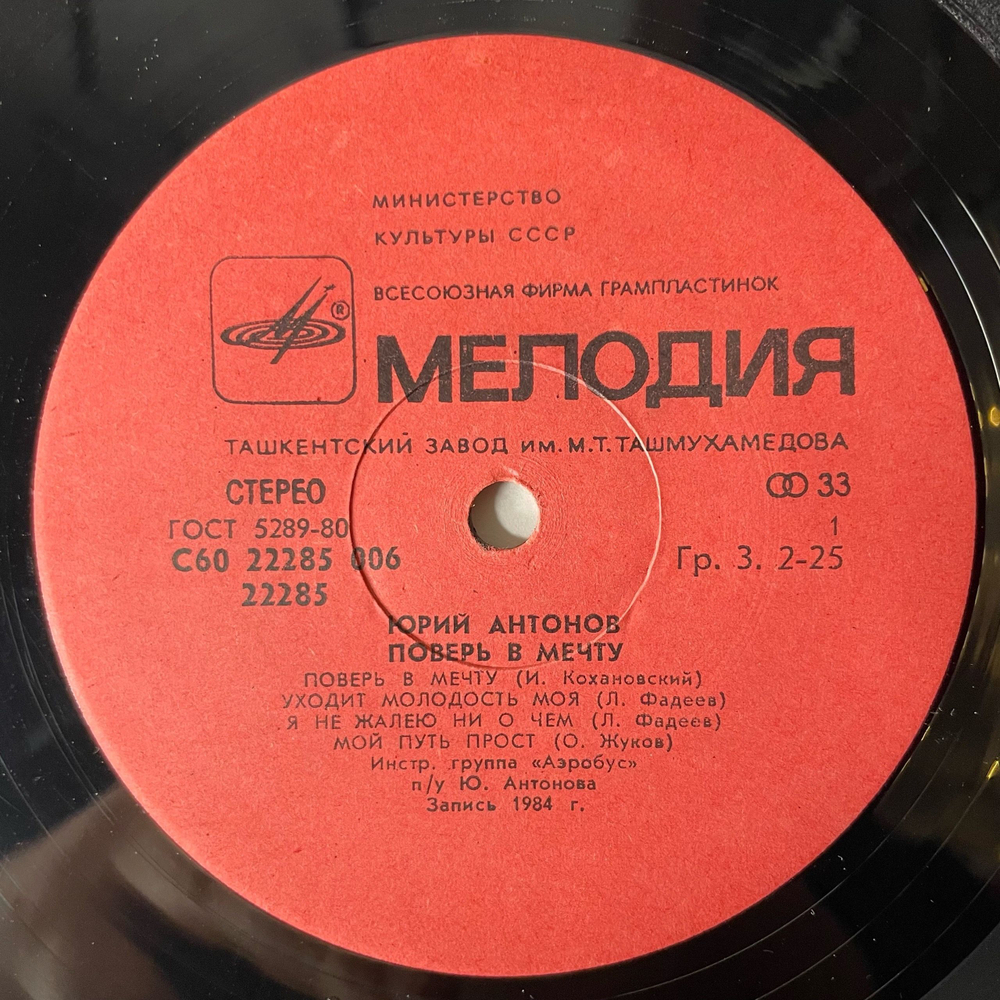 МИНИСТЕРСТВО
КУЛЬТУРЫ СССР
ВСЕСОЮЗНАЯ ФИРМА ГРАМПЛАСТИНОК
®
МЕЛОДИЯ
ТАШКЕНТСКИЙ ЗАВОД им. М.Т. ТАШМУХАМЕДОВА
СТЕРЕО
33
ГОСТ 5289-80
1
С60 22285 006
Гр. 3. 2-25
22285
ЮРИЙ АНТОНОВ
ПОВЕРЬ В МЕЧТУ
ПОВЕРЬ В МЕЧТУ (И. Кохановский)
УХОДИТ МОЛОДОСТЬ МОЯ (Л. Фадеев)
Я НЕ ЖАЛЕЮ НИ О ЧЕМ (Л. Фадеев)
МОЙ ПУТЬ ПРОСТ (О. Жуков)
Инстр. группа «Аэробус»
п/у Ю. Антонова
Запись 1984 г.